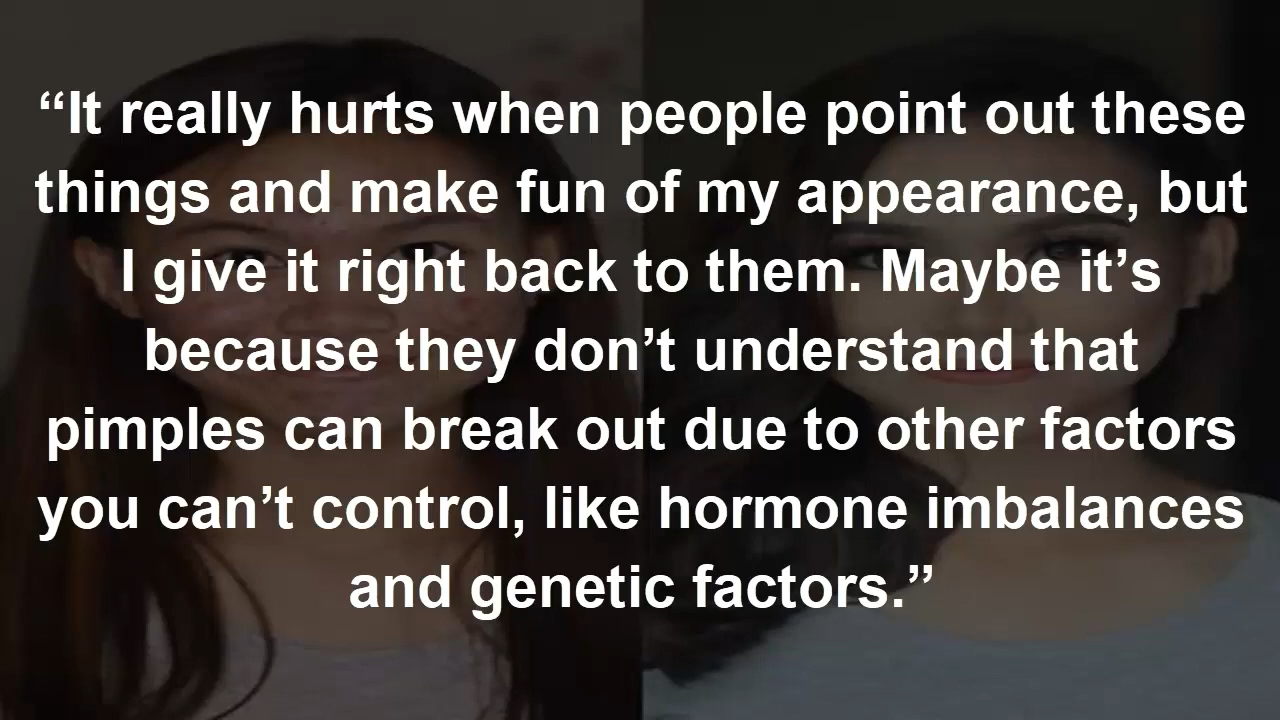 “It really hurts when people point out these
things and make fun of my appearance, but
I give it right back to them. Maybe it’s
because they don’t understand that
pimples can break out due to other factors
you can’t control, like hormone imbalances
and genetic factors.”